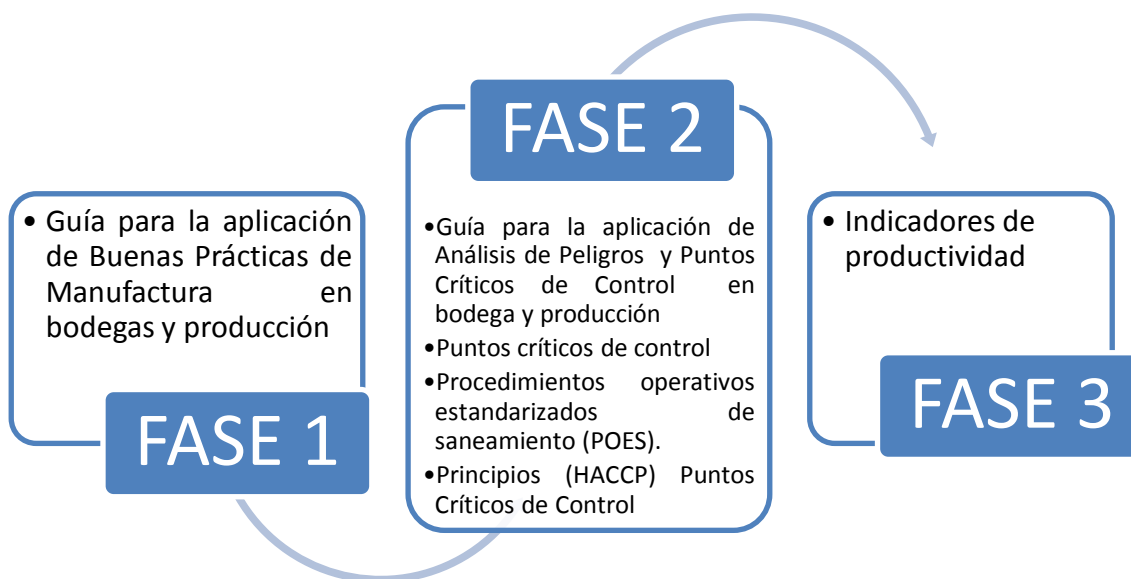 • Guía para la aplicación
de Buenas Prácticas de
Manufactura en
bodegas y producción
FASE 1
FASE 2
•Guía para la aplicación de
Análisis de Peligros y Puntos
Críticos de Control en
bodega y producción
•Puntos críticos de control
•Procedimientos operativos
estandarizados de
saneamiento (POES).
•Principios (HACCP) Puntos
Críticos de Control
• Indicadores de
productividad
FASE 3